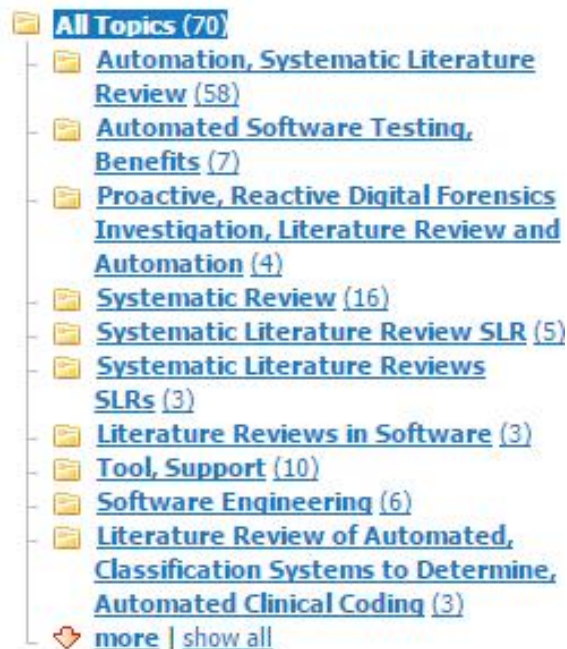 All Topics (70)
Automation, Systematic Literature
Review (58)
Automated Software Testing,
Benefits (7)
Proactive, Reactive Digital Forensics
Investigation, Literature Review and
Automation (4)
Systematic Review (16)
Systematic Literature Review SLR (5)
Systematic Literature Reviews
SLRs (3)
Literature Reviews in Software (3)
Tool, Support (10)
Software Engineering (6)
Literature Review of Automated,
Classification Systems to Determine,
Automated Clinical Coding (3)
more | show all